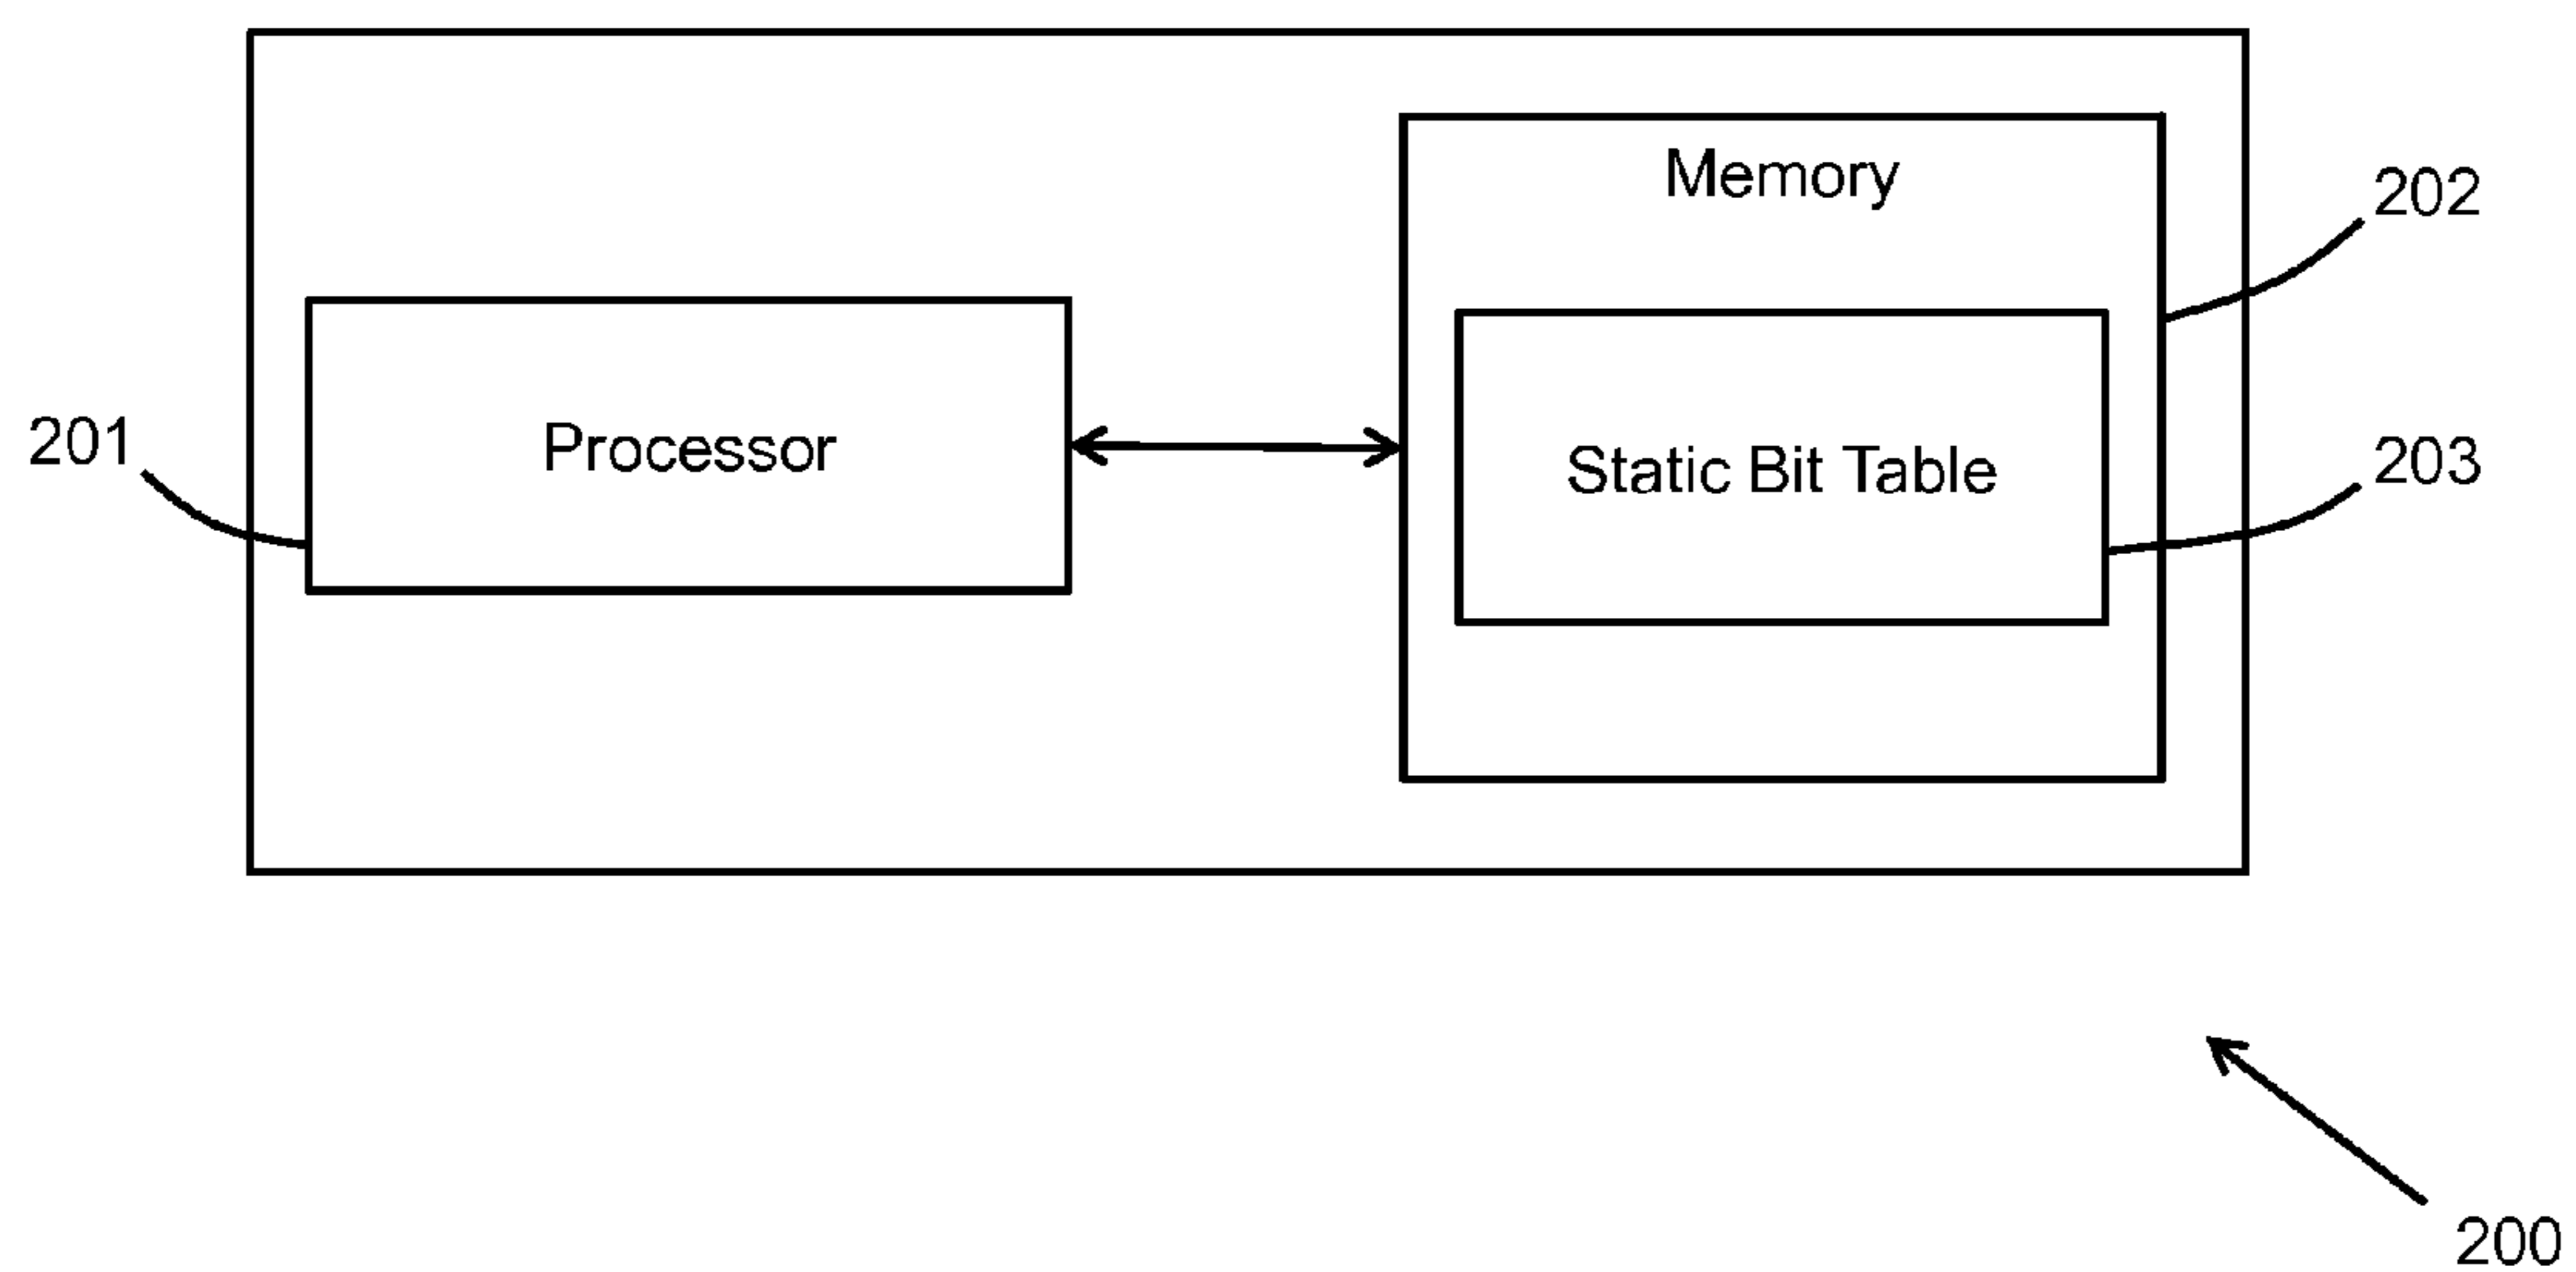 Memory
202
201
Processor
Static Bit Table
203
200